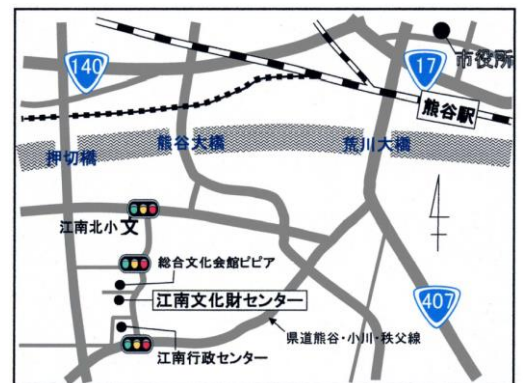 140
17
市役所
熊谷駅
押切橋
熊谷大橋
荒川大橋
江南北小
文
総合文化会館ピピア
江南文化財センター
407
県道熊谷・小川・秩父線
江南行政センター